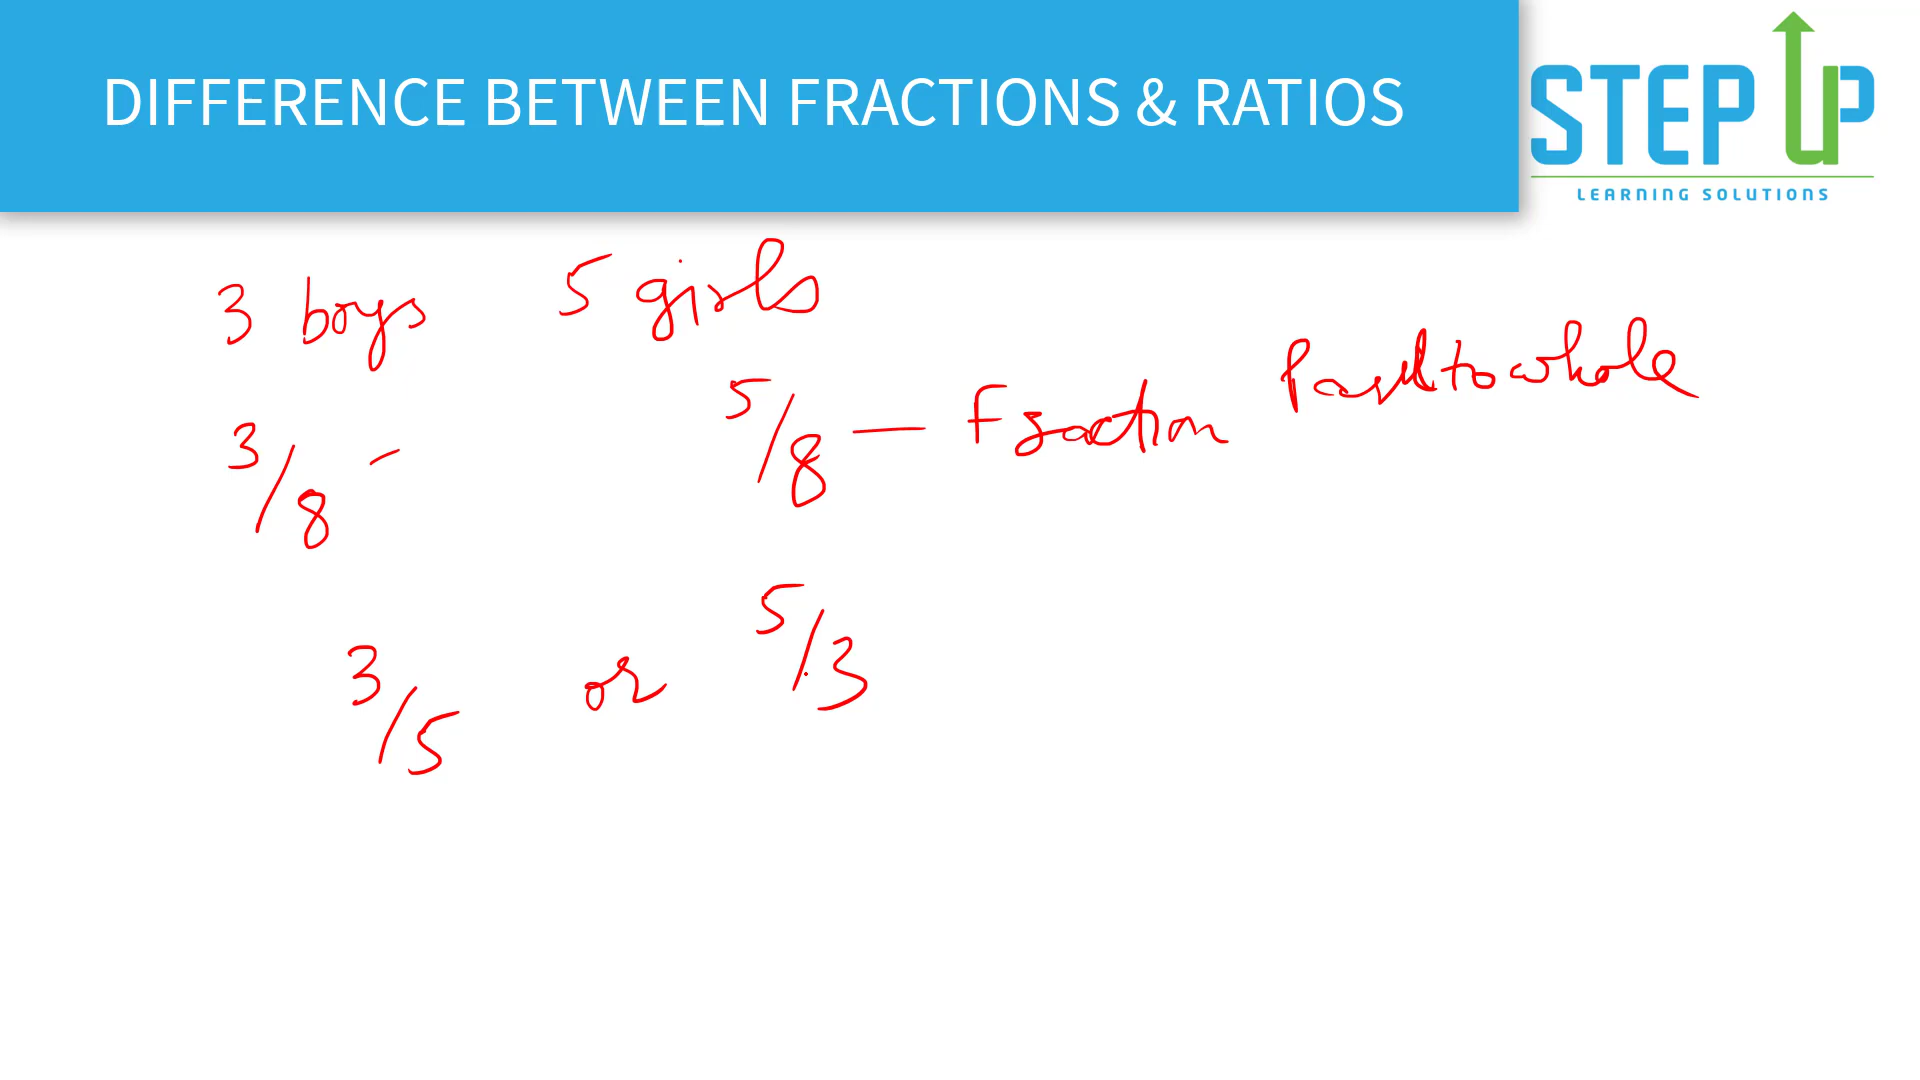 DIFFERENCE BETWEEN FRACTIONS & RATIOS
STEP UP
LEARNING SOLUTIONS
3 boys 5 girls
3/8 - 5/8 — Fraction Part to whole
3/5 or 5/3